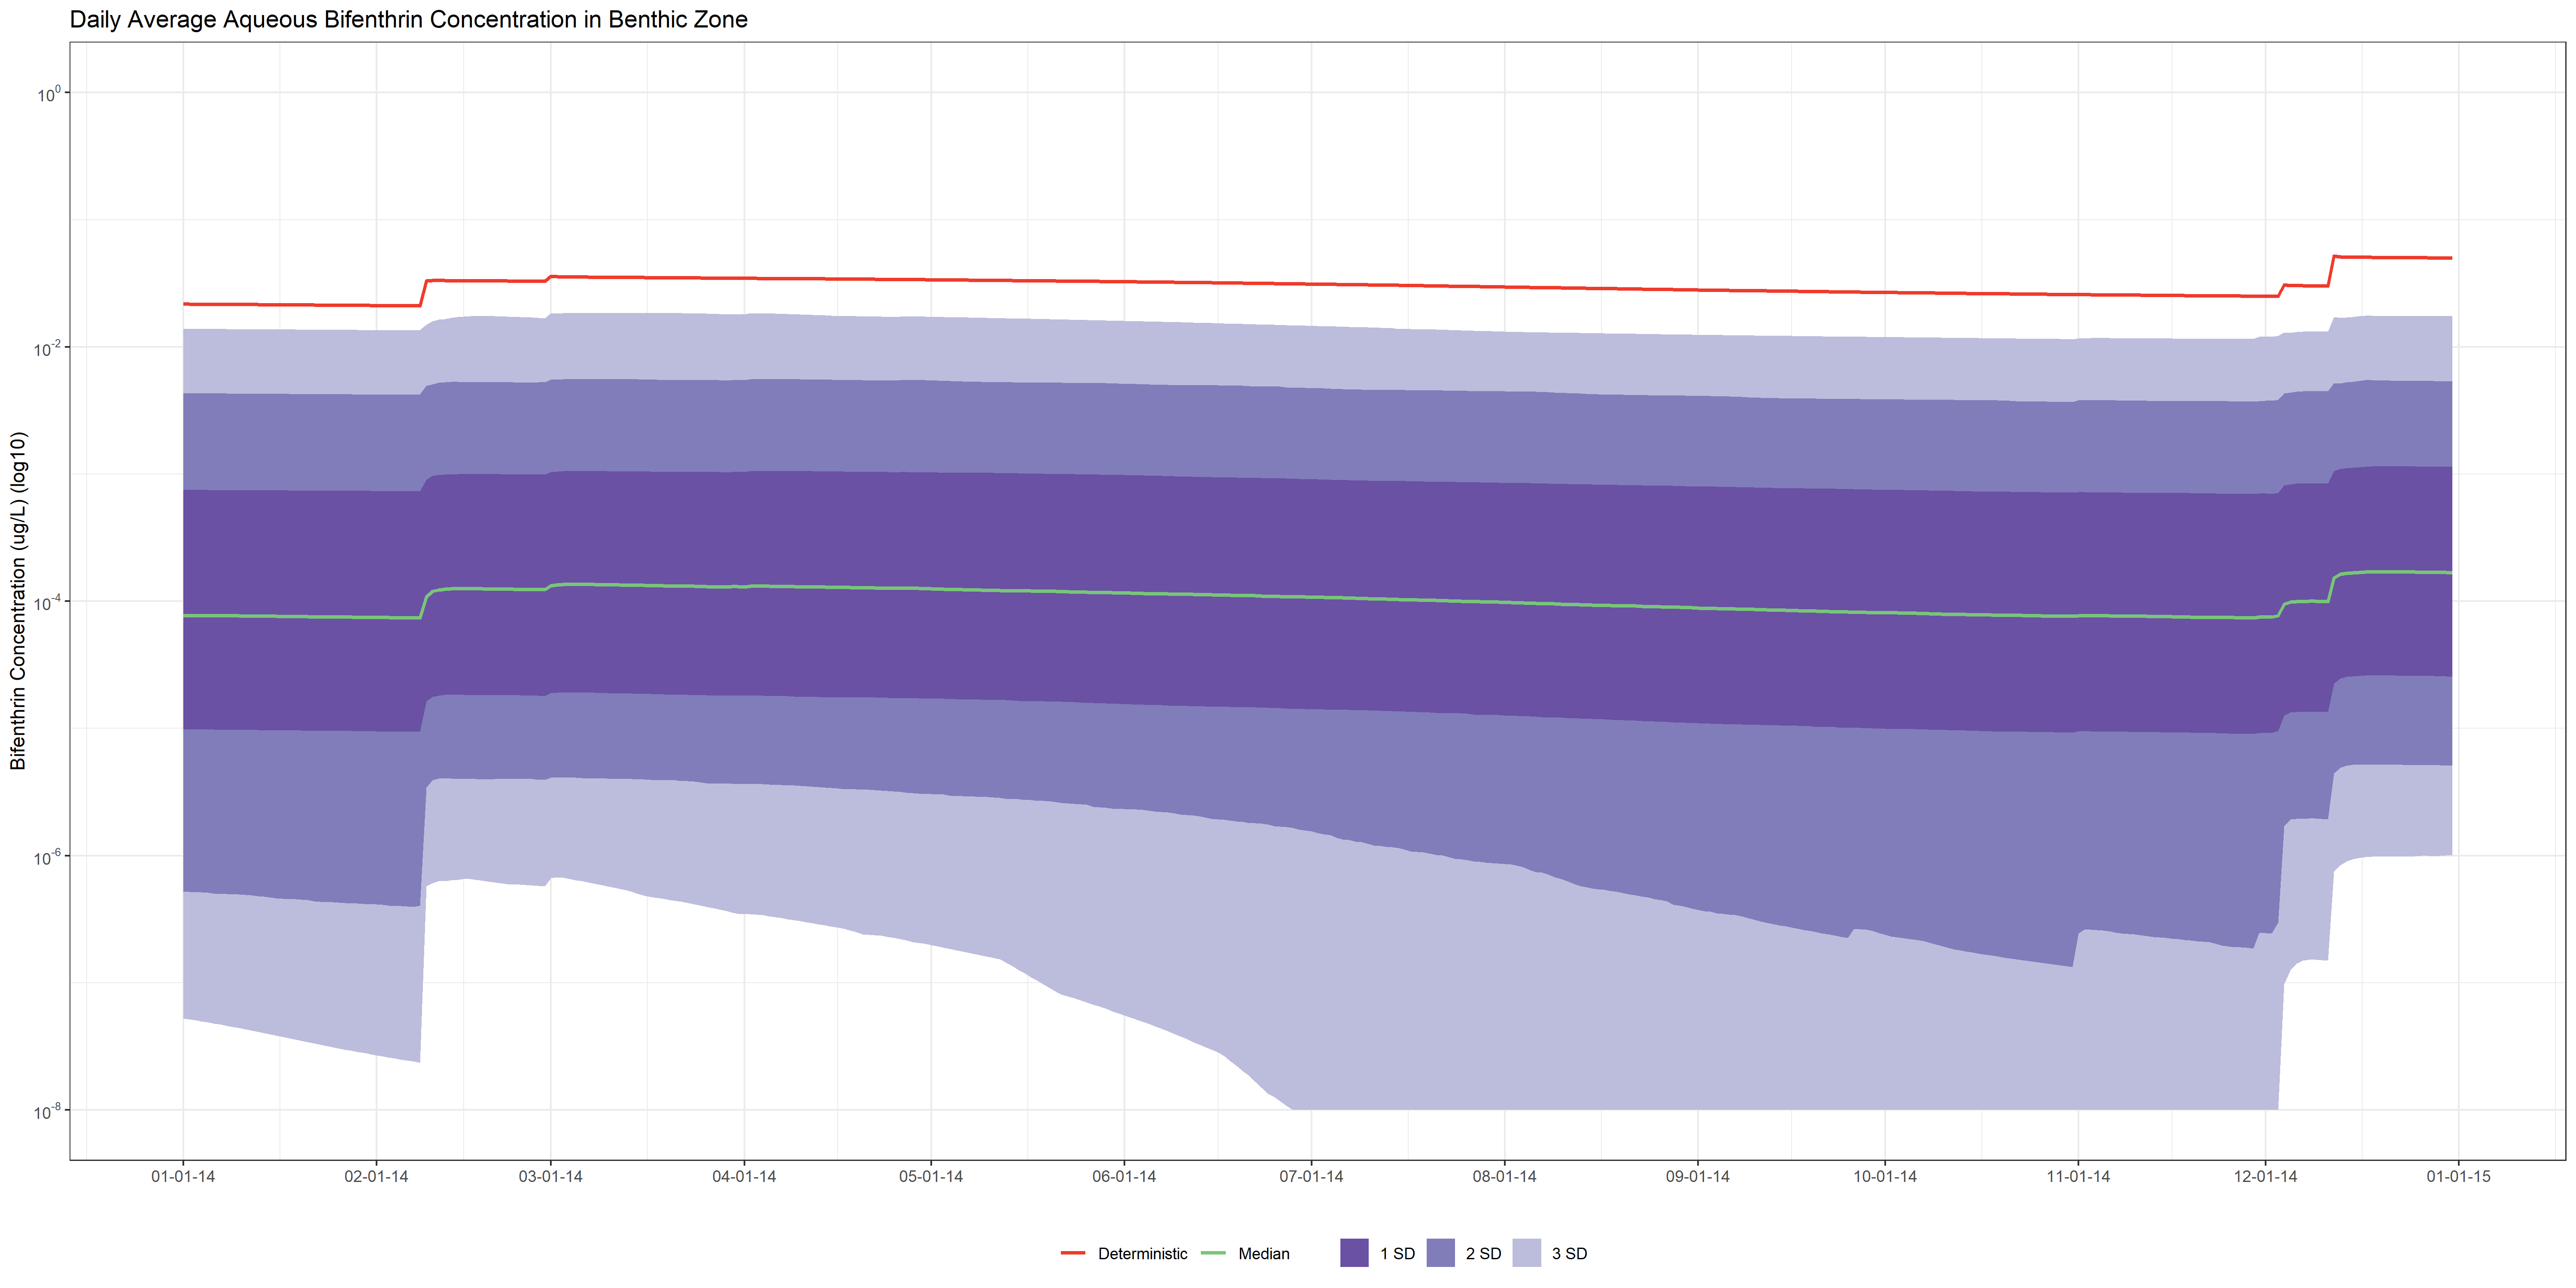 Daily Average Aqueous Bifenthrin Concentration in Benthic Zone
Bifenthrin Concentration (ug/L) (log10)
10^0
10^-2
10^-4
10^-6
10^-8
01-01-14 02-01-14 03-01-14 04-01-14 05-01-14 06-01-14 07-01-14 08-01-14 09-01-14 10-01-14 11-01-14 12-01-14 01-01-15
Deterministic Median 1 SD 2 SD 3 SD